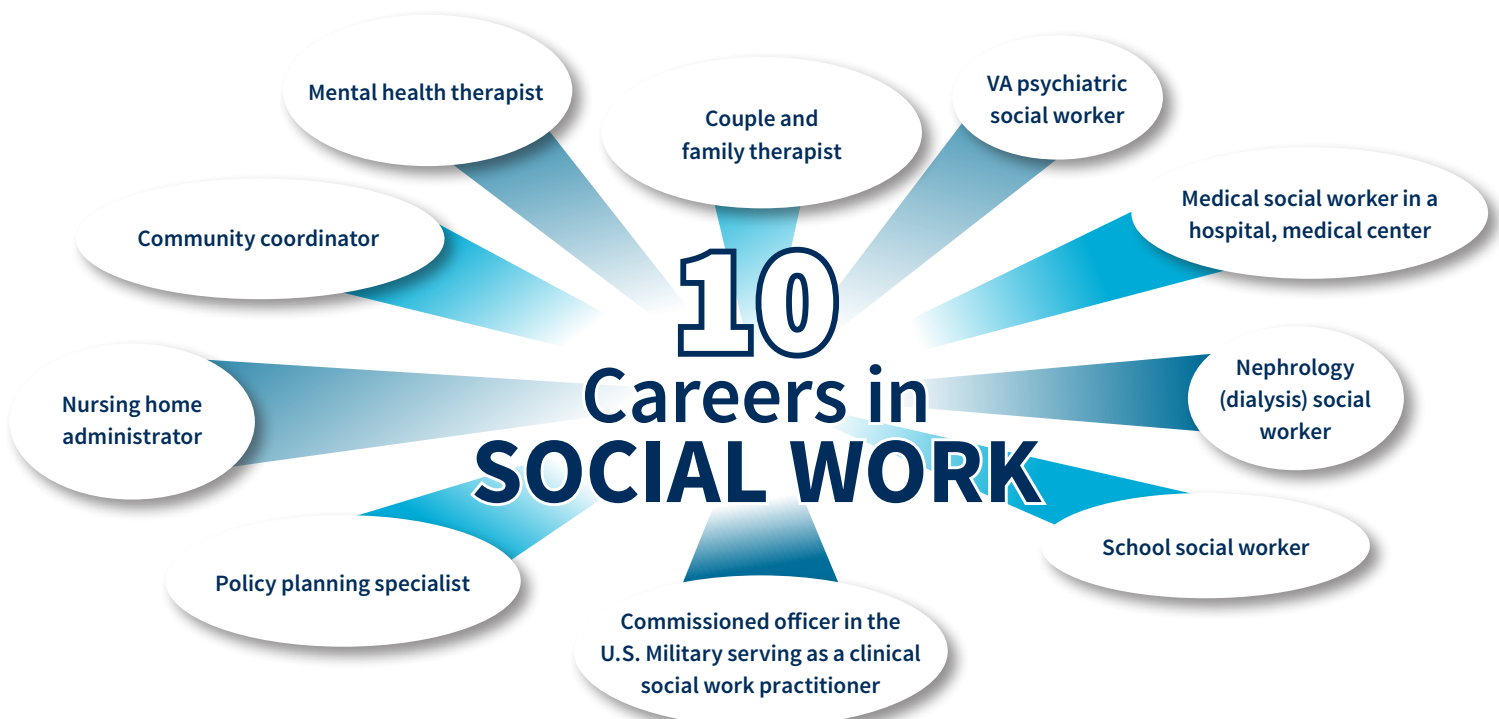 Mental health therapist
Couple and
family therapist
VA psychiatric
social worker
Community coordinator
Medical social worker in a
hospital, medical center
10
Careers in
SOCIAL WORK
Nursing home
administrator
Nephrology
(dialysis) social
worker
Policy planning specialist
School social worker
Commissioned officer in the
U.S. Military serving as a clinical
social work practitioner